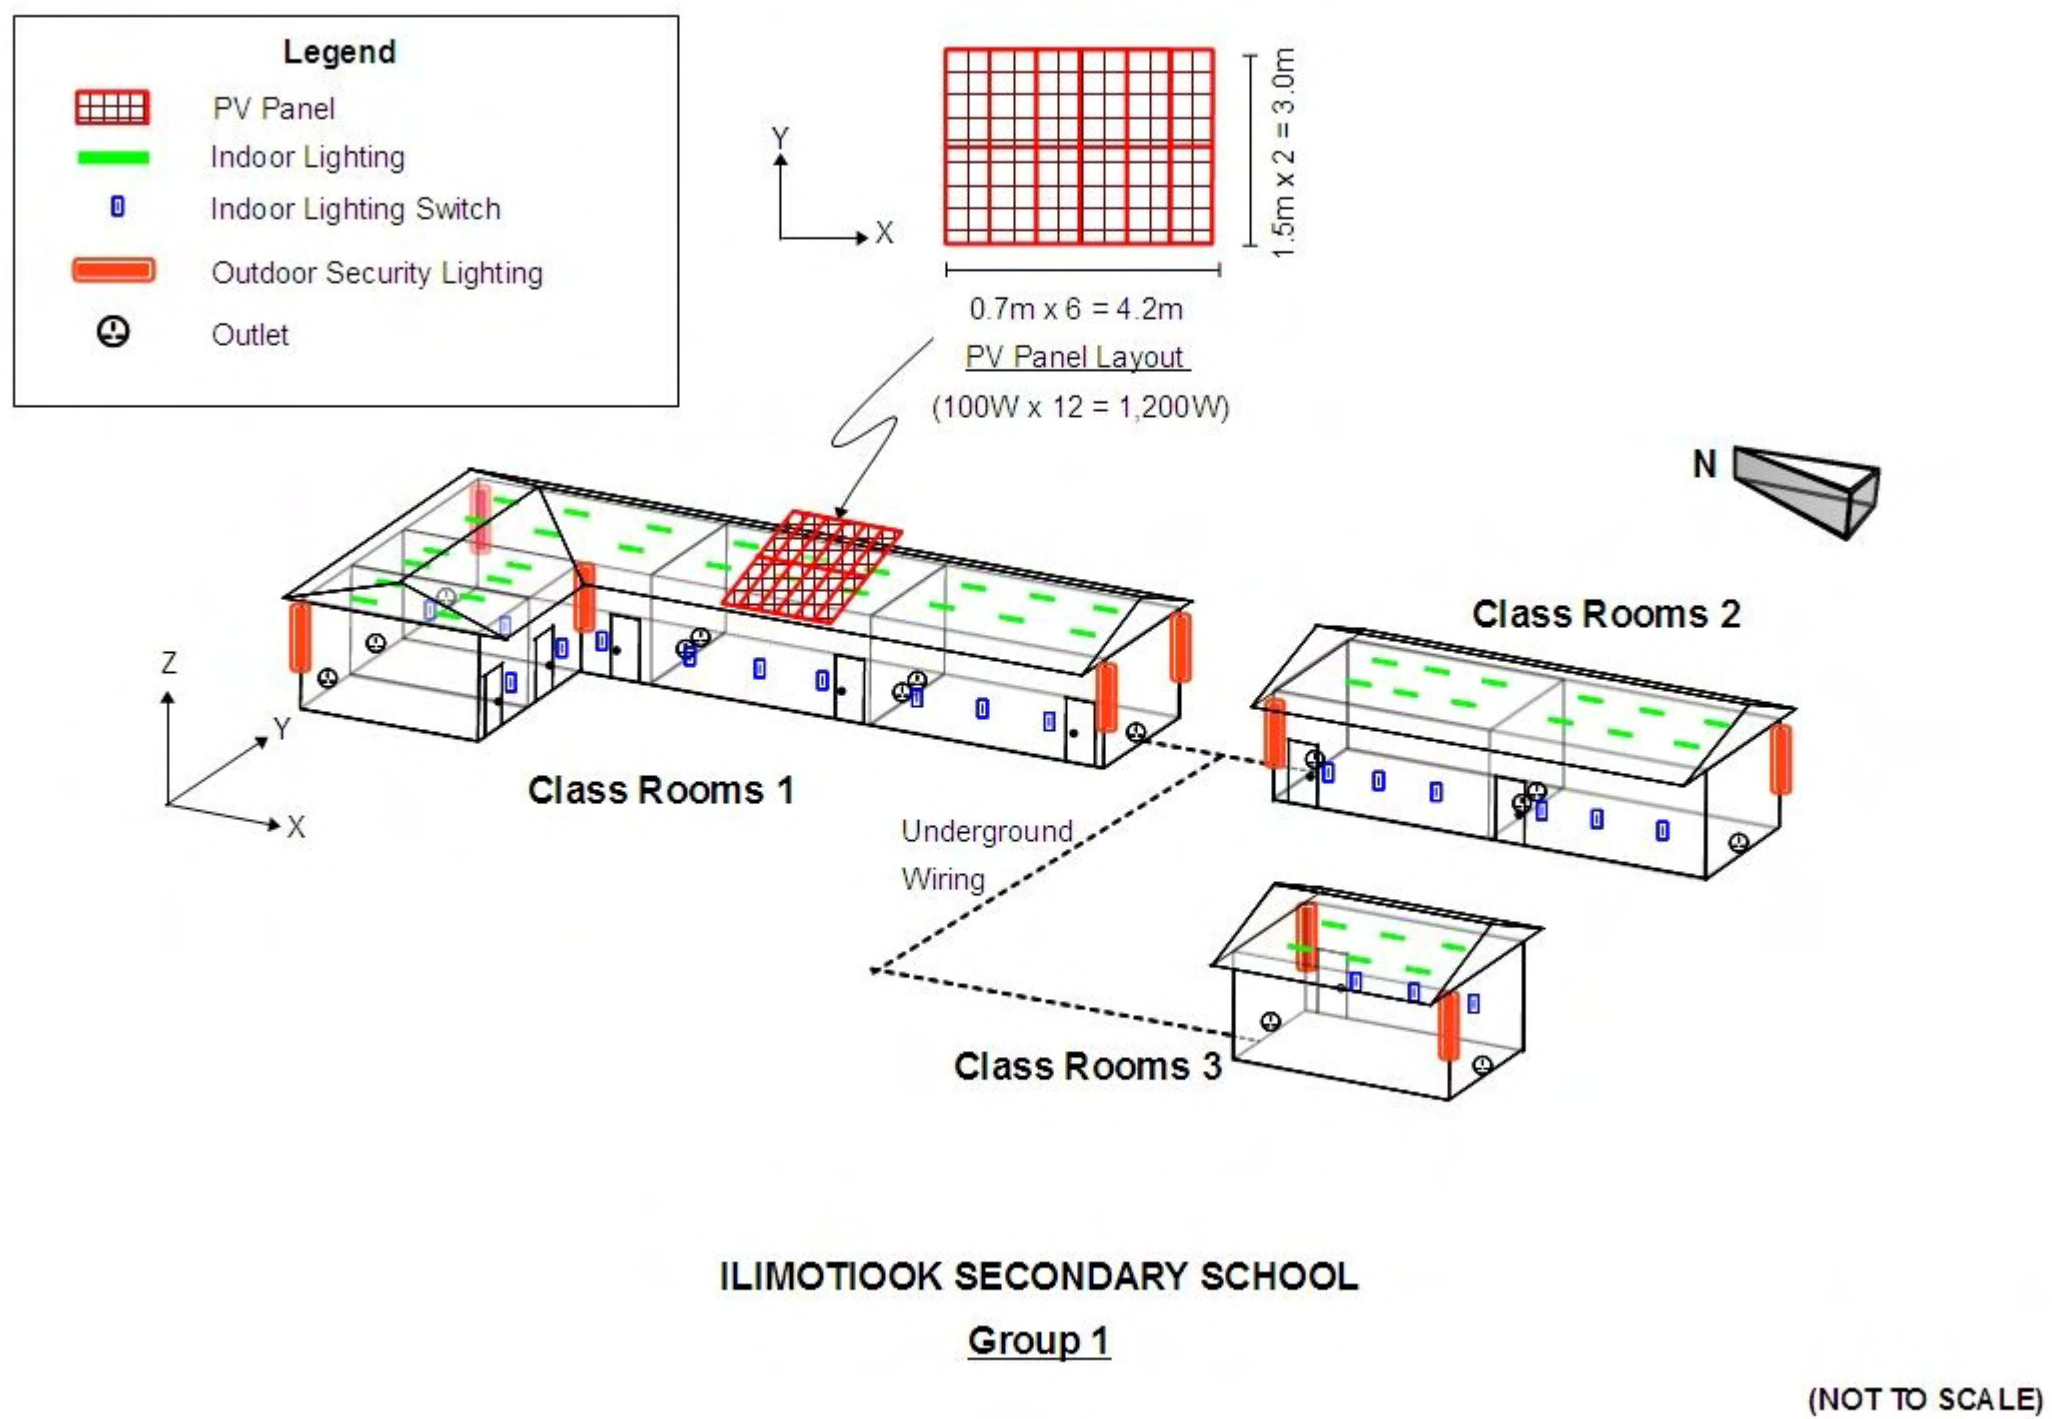 Legend
PV Panel
Indoor Lighting
Indoor Lighting Switch
Outdoor Security Lighting
Outlet
Y
X
1.5m x 2 = 3.0m
0.7m x 6 = 4.2m
PV Panel Layout
(100W x 12 = 1,200W)
N
Class Rooms 2
Z
Y
X
Class Rooms 1
Underground
Wiring
Class Rooms 3
ILIMOTIOOK SECONDARY SCHOOL
Group 1
(NOT TO SCALE)